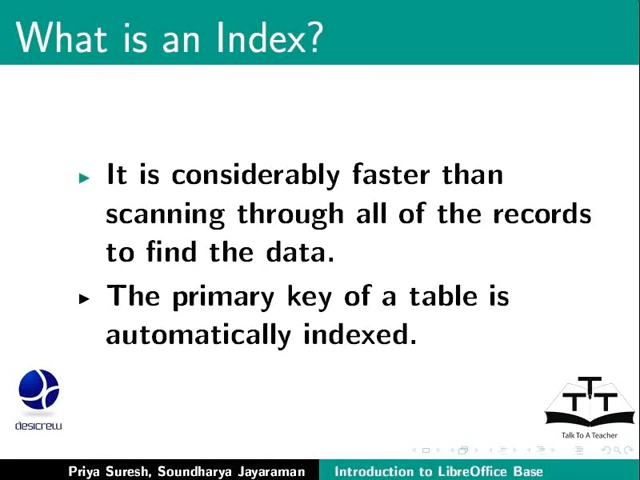 What is an Index?
It is considerably faster than
scanning through all of the records
to find the data.
The primary key of a table is
automatically indexed.
desicrew
TTT
Talk To A Teacher
Priya Suresh, Soundharya Jayaraman Introduction to LibreOffice Base